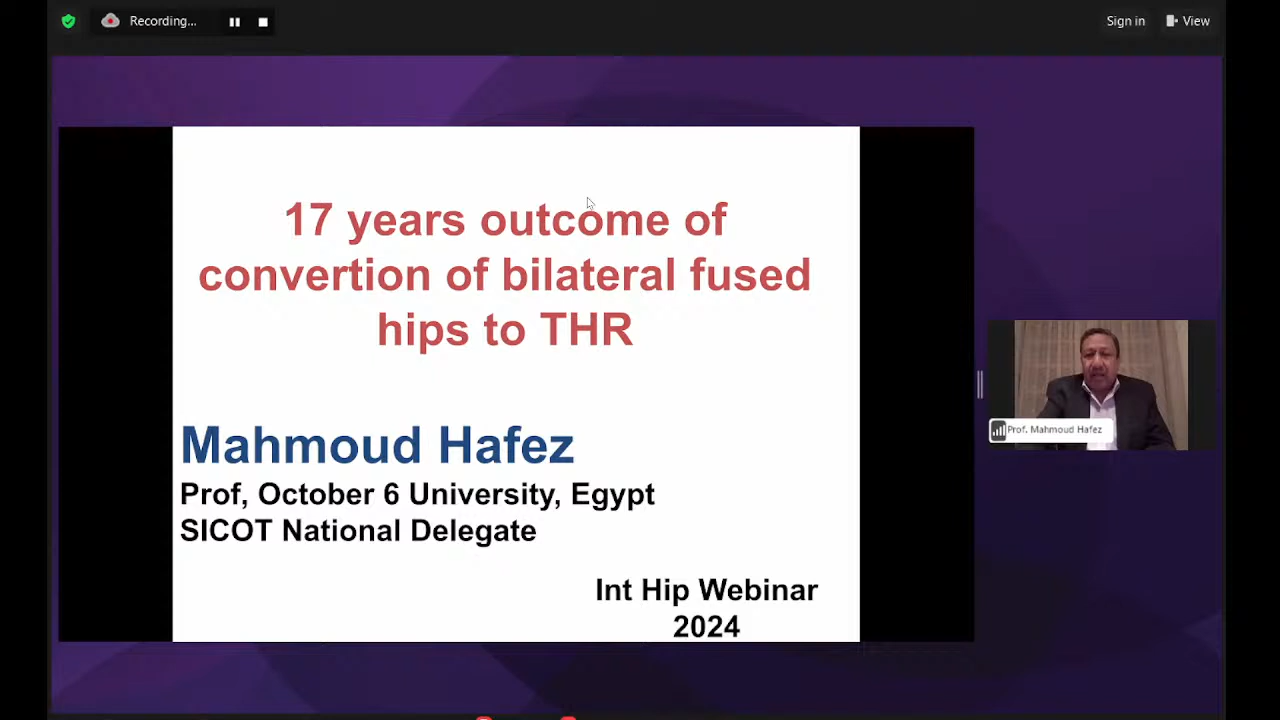 Recording...
Sign in
View
17 years outcome of
convertion of bilateral fused
hips to THR
Mahmoud Hafez
Prof, October 6 University, Egypt
SICOT National Delegate
Int Hip Webinar
2024
Prof. Mahmoud Hafez